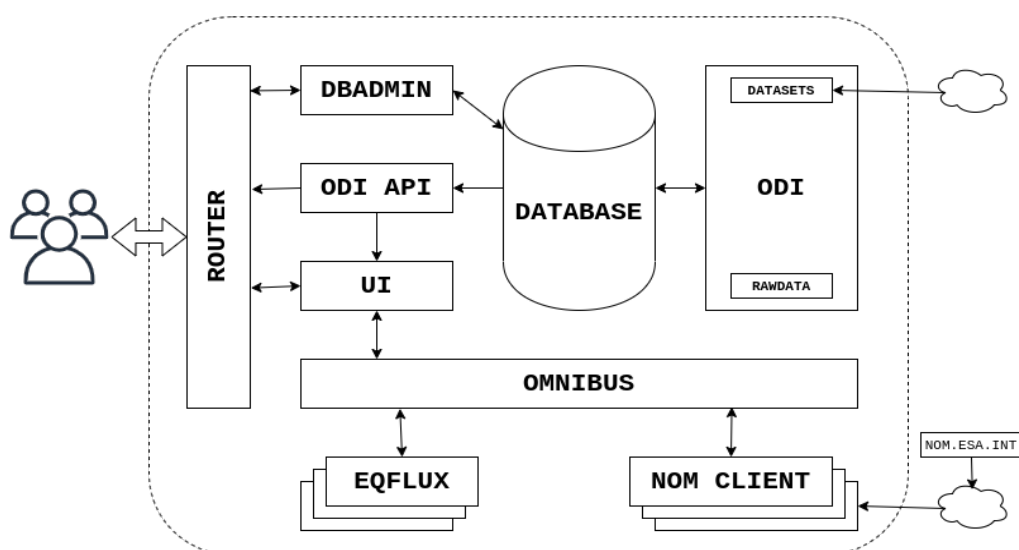 DBADMIN
DATASETS
ODI API
ODI
ROUTER
DATABASE
UI
RAWDATA
OMNIBUS
NOM.ESA.INT
EQFLUX
NOM CLIENT